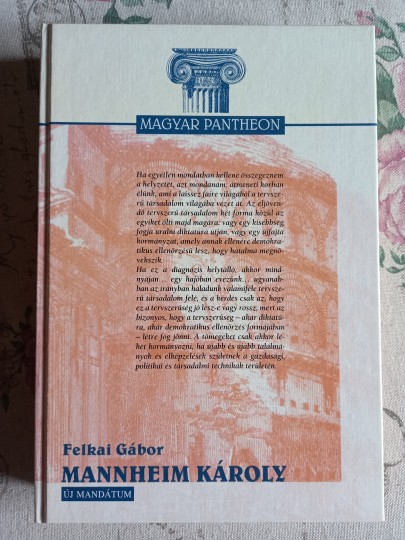 MAGYAR PANTHEON
Ha egyetlen mondatban kellene összegeznem
a helyzetet, azt mondanám: átmeneti korban
élünk, ami a laissez faire világából a tervsze-
rű társadalom világába vezet át. Az eljöven-
dő tervszerű társadalom két forma közül az
egyiket ölti majd magára: vagy egy kisebbség
fogja uralni diktatúra útján, vagy egy újfajta
kormányzat, amely annak ellenére demokra-
tikus ellenőrzésű lesz, hogy hatalma megnö-
vekszik.
Ha ez a diagnózis helytálló, akkor mind-
nyájan… egy hajóban evezünk… ugyanab-
ban az irányban haladunk valamiféle tervsze-
rű társadalom felé, és a kérdés csak az, hogy
ez a tervszerűség jó lesz-e vagy rossz, mert az
bizonyos, hogy a tervszerűség – akár diktatú-
ra, akár demokratikus ellenőrzés formájában
– létre fog jönni. A tömegeket csak akkor le-
het kormányozni, ha újabb és újabb találmá-
nyok és elképzelések születnek a gazdasági,
politikai és társadalmi technikák területén.
Felkai Gábor
MANNHEIM KÁROLY
ÚJ MANDÁTUM